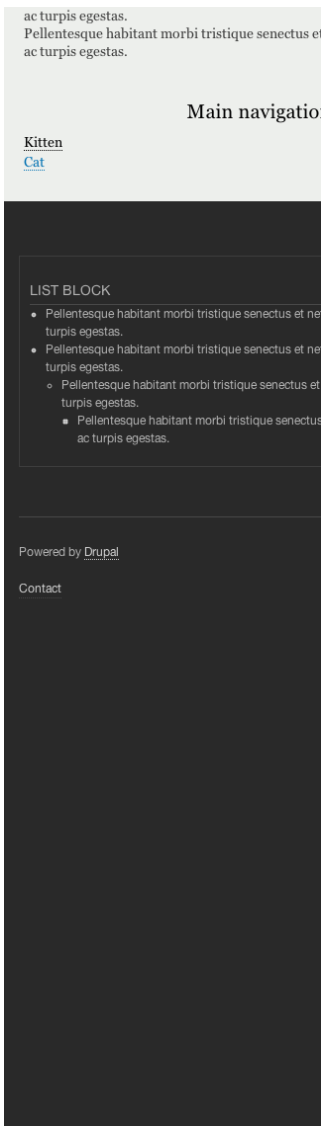 ac turpis egestas.
Pellentesque habitant morbi tristique senectus et
ac turpis egestas.
Main navigation
Kitten
Cat
LIST BLOCK
Pellentesque habitant morbi tristique senectus et ne
turpis egestas.
Pellentesque habitant morbi tristique senectus et ne
turpis egestas.
Pellentesque habitant morbi tristique senectus et
turpis egestas.
Pellentesque habitant morbi tristique senectus
ac turpis egestas.
Powered by Drupal
Contact